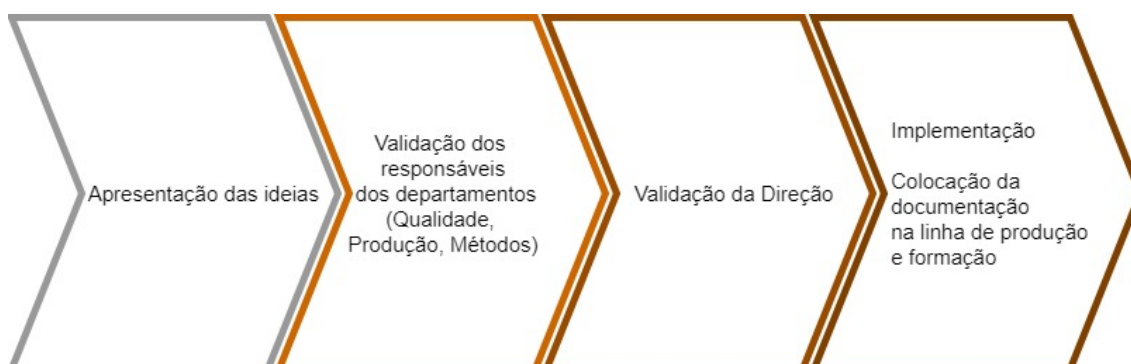 Apresentação das ideias
Validação dos
responsáveis
dos departamentos
(Qualidade,
Produção, Métodos)
Validação da Direção
Implementação
Colocação da
documentação
na linha de produção
e formação